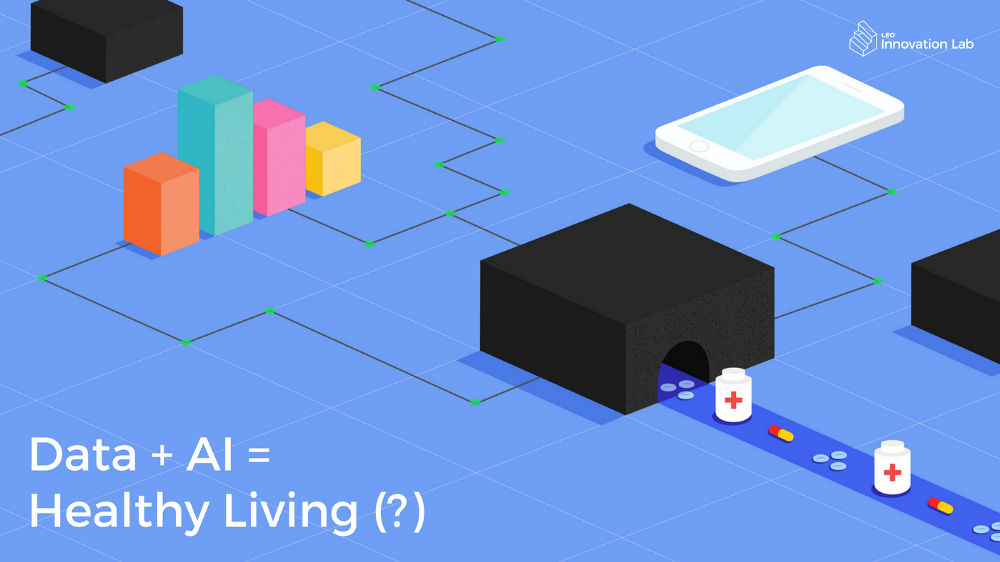 LEO
Innovation Lab
Data + AI =
Healthy Living (?)